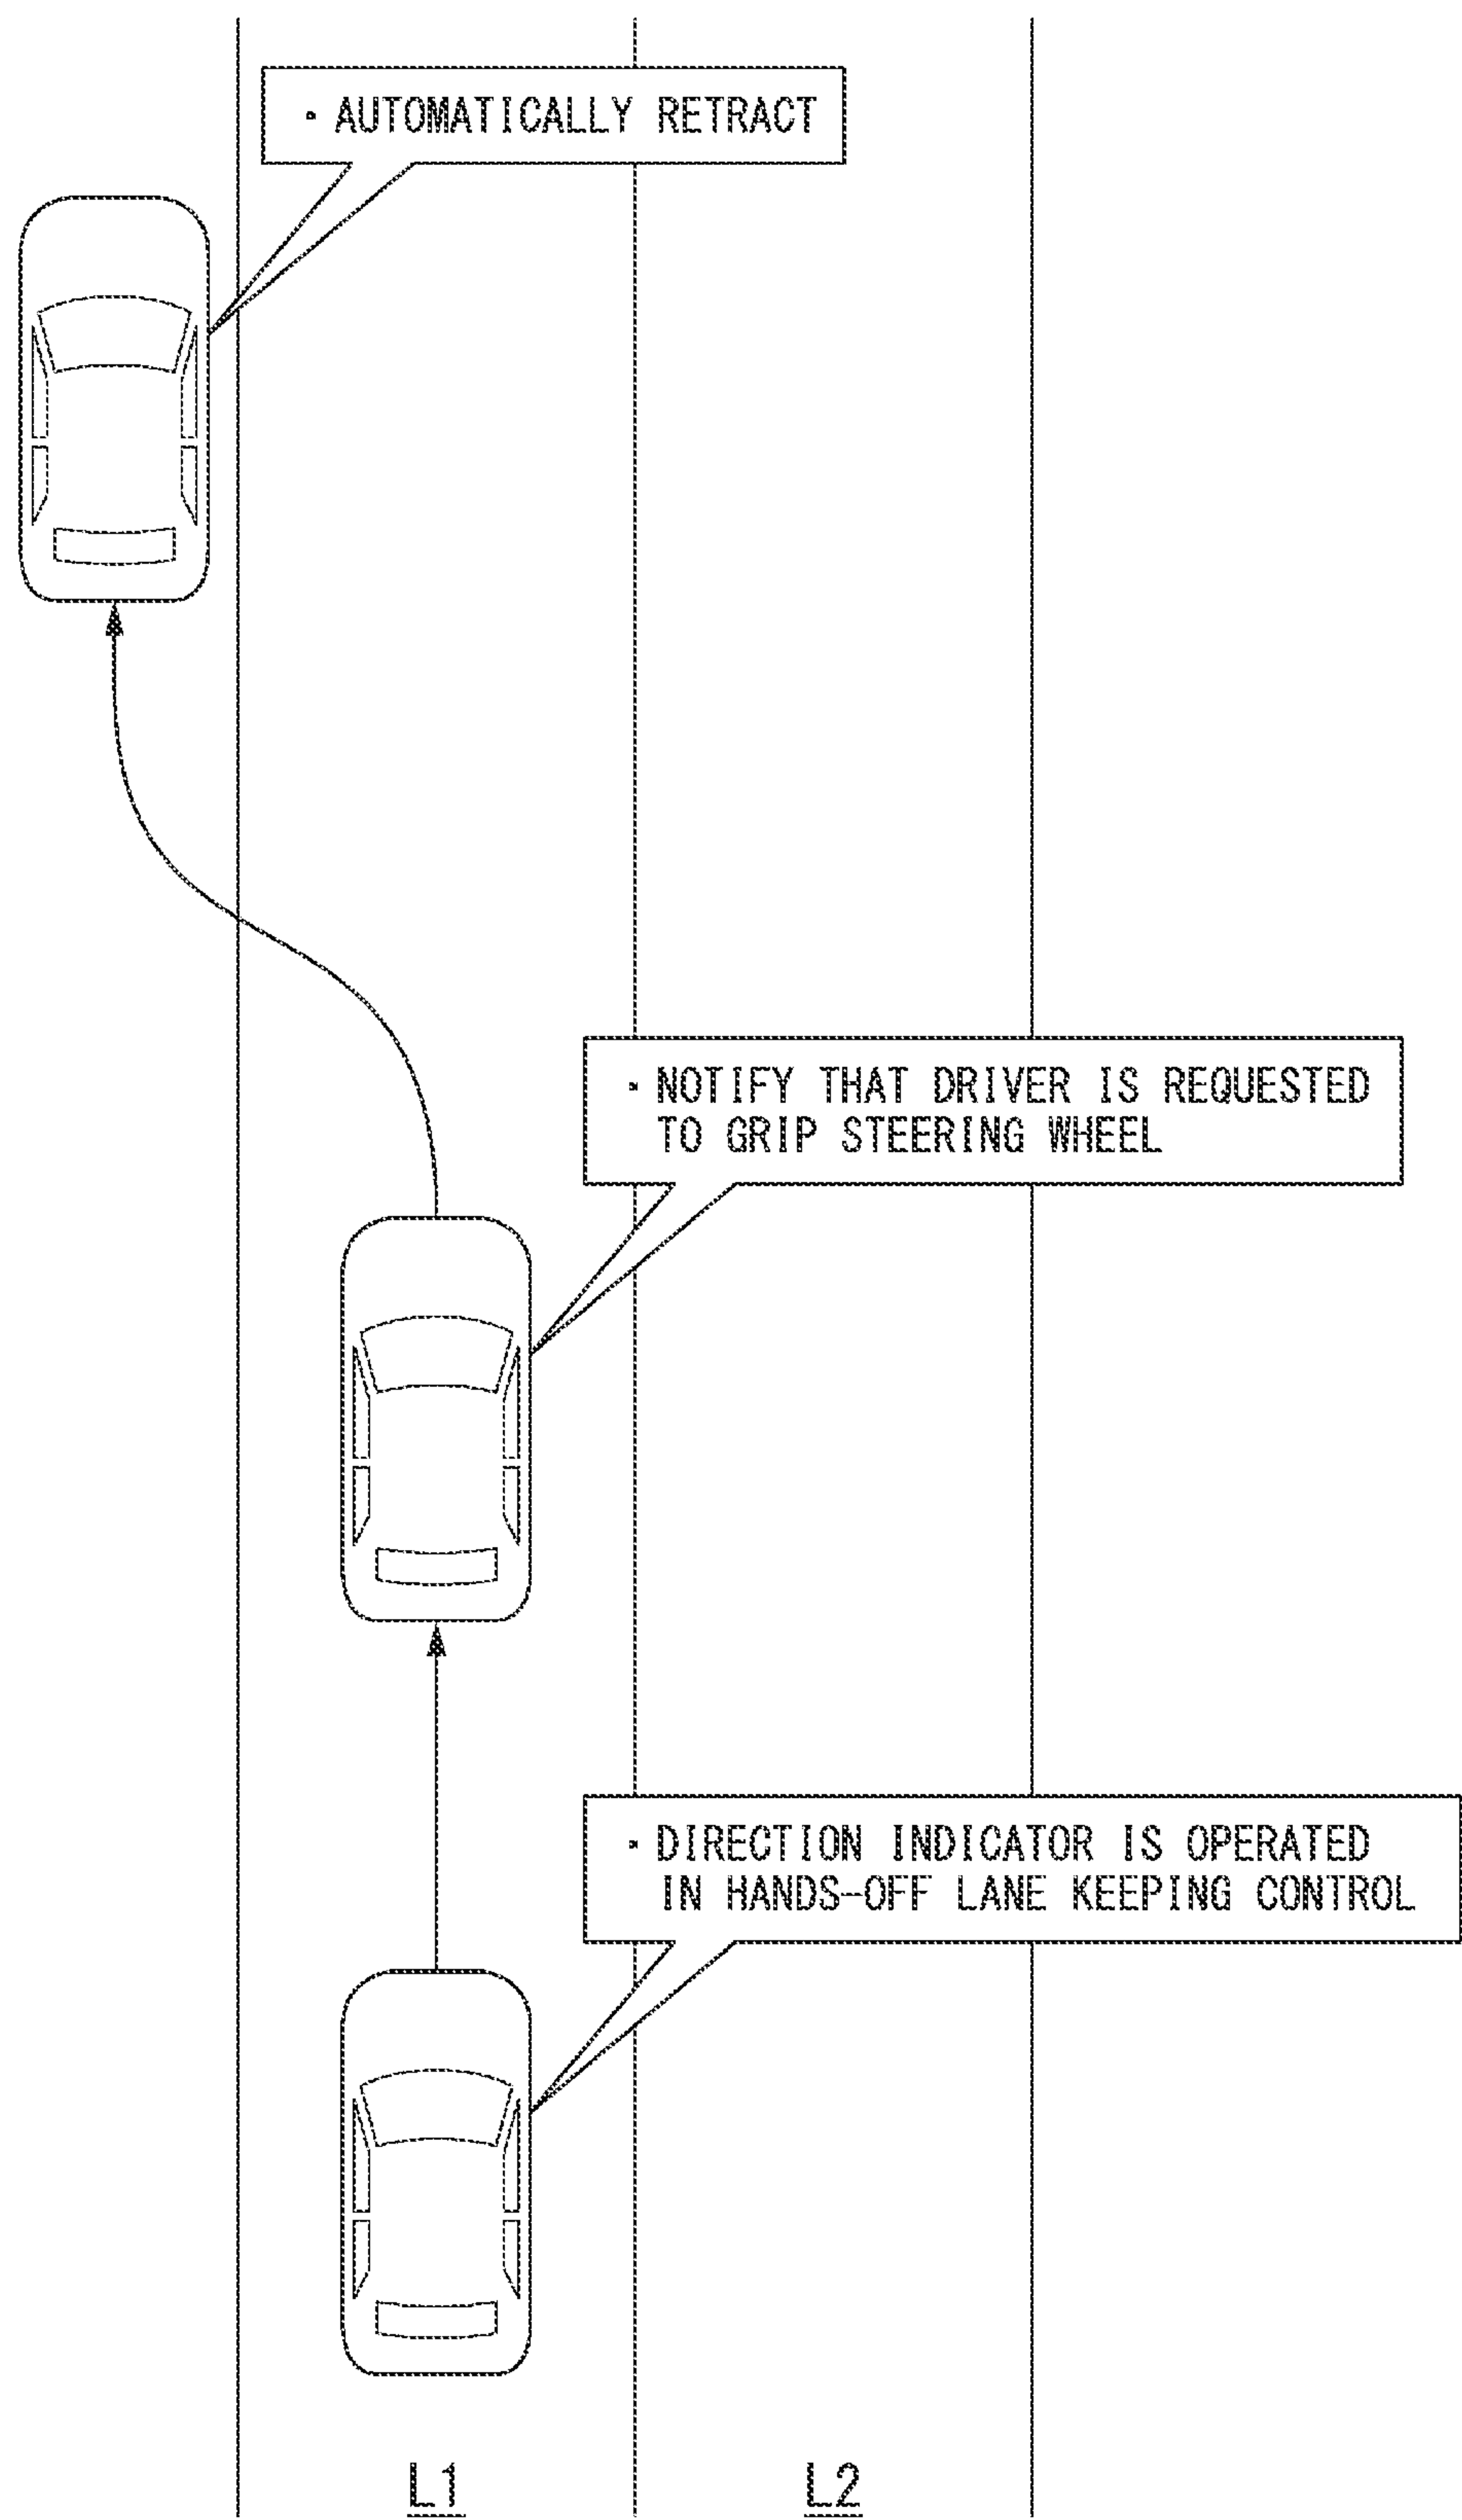 · AUTOMATICALLY RETRACT
· NOTIFY THAT DRIVER IS REQUESTED
TO GRIP STEERING WHEEL
· DIRECTION INDICATOR IS OPERATED
IN HANDS-OFF LANE KEEPING CONTROL
L1 L2